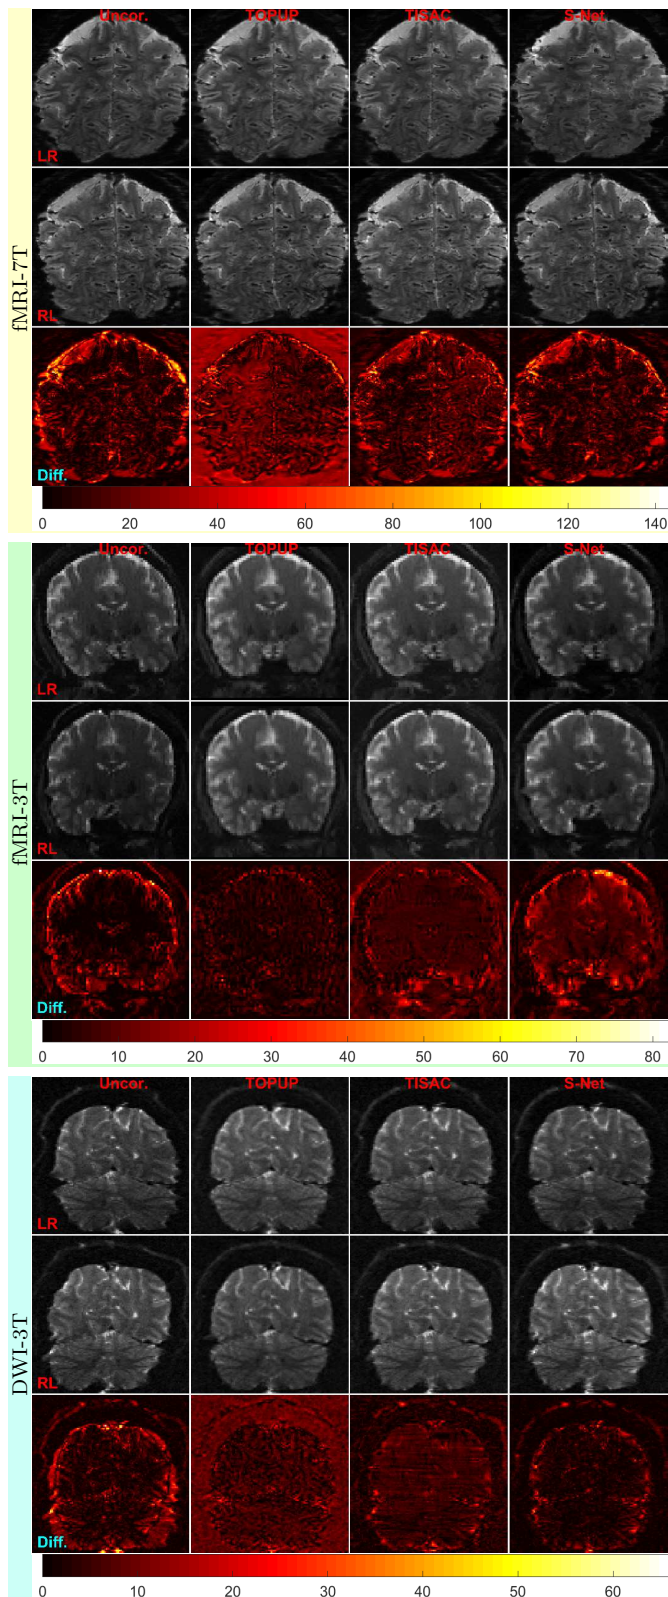 fMRI-7T
Uncor. TOPUP TISAC S-Net
LR
RL
Diff.
0 20 40 60 80 100 120 140
fMRI-3T
Uncor. TOPUP TISAC S-Net
LR
RL
Diff.
0 10 20 30 40 50 60 70 80
DWI-3T
Uncor. TOPUP TISAC S-Net
LR
RL
Diff.
0 10 20 30 40 50 60